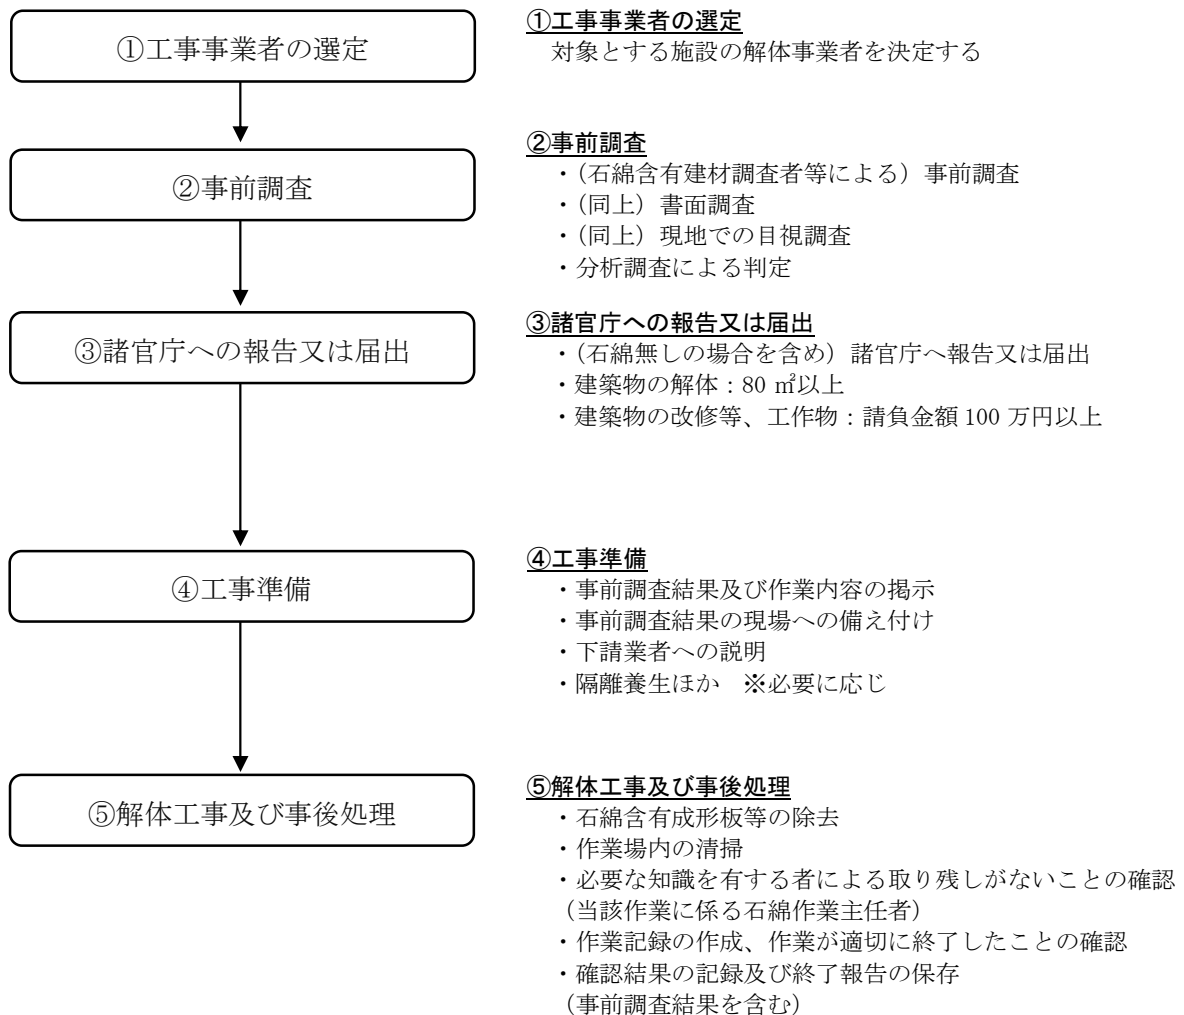 ①工事事業者の選定
②事前調査
③諸官庁への報告又は届出
④工事準備
⑤解体工事及び事後処理
①工事事業者の選定
対象とする施設の解体事業者を決定する
②事前調査
・(石綿含有建材調査者等による)事前調査
・(同上)書面調査
・(同上)現地での目視調査
・分析調査による判定
③諸官庁への報告又は届出
・(石綿無しの場合を含め)諸官庁へ報告又は届出
・建築物の解体：80 ㎡以上
・建築物の改修等、工作物：請負金額 100 万円以上
④工事準備
・事前調査結果及び作業内容の掲示
・事前調査結果の現場への備え付け
・下請業者への説明
・隔離養生ほか　※必要に応じ
⑤解体工事及び事後処理
・石綿含有成形板等の除去
・作業場内の清掃
・必要な知識を有する者による取り残しがないことの確認
(当該作業に係る石綿作業主任者)
・作業記録の作成、作業が適切に終了したことの確認
・確認結果の記録及び終了報告の保存
(事前調査結果を含む)